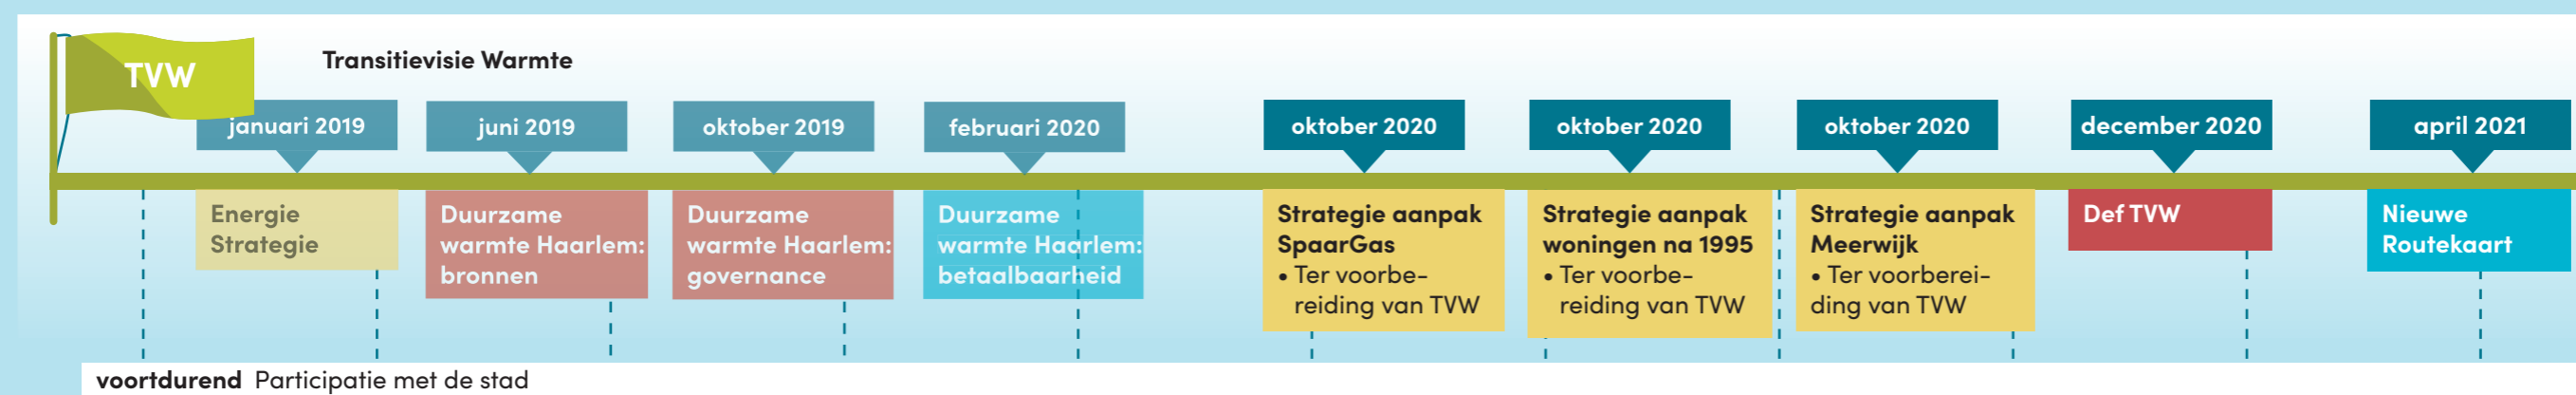 TVW
Transitievisie Warmte
januari 2019
juni 2019
oktober 2019
februari 2020
oktober 2020
oktober 2020
oktober 2020
december 2020
april 2021
Energie
Strategie
Duurzame
warmte Haarlem:
bronnen
Duurzame
warmte Haarlem:
governance
Duurzame
warmte Haarlem:
betaalbaarheid
Strategie aanpak
SpaarGas
• Ter voorbe-
reiding van TVW
Strategie aanpak
woningen na 1995
• Ter voorbe-
reiding van TVW
Strategie aanpak
Meerwijk
• Ter voorberei-
ding van TVW
Def TVW
Nieuwe
Routekaart
voortdurend Participatie met de stad